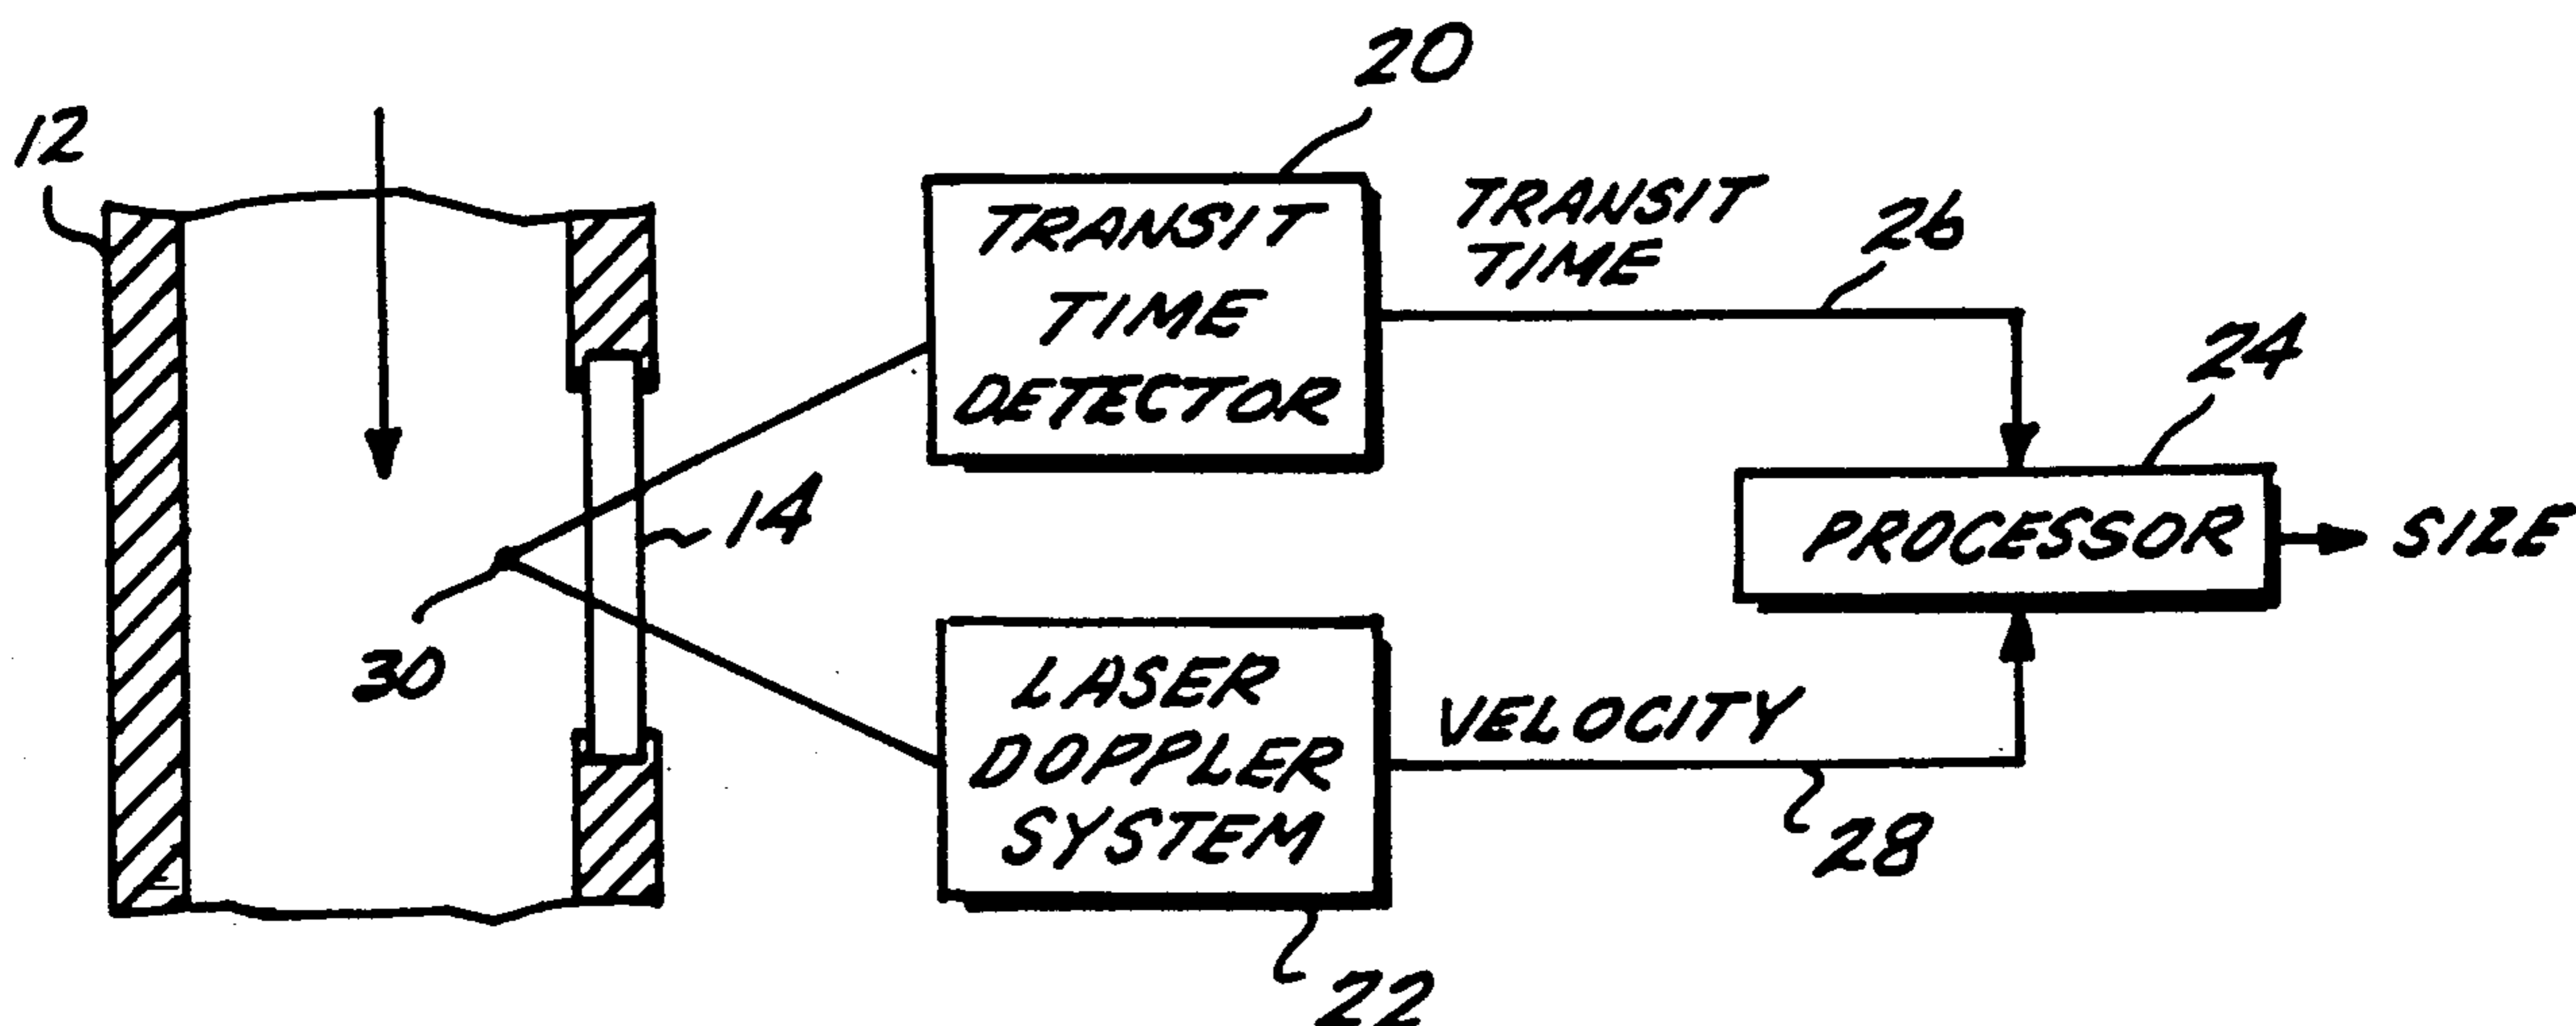 20
12
TRANSIT
TIME
DETECTOR
TRANSIT
TIME
26
24
PROCESSOR
SIZE
14
30
LASER
DOPPLER
SYSTEM
VELOCITY
28
22